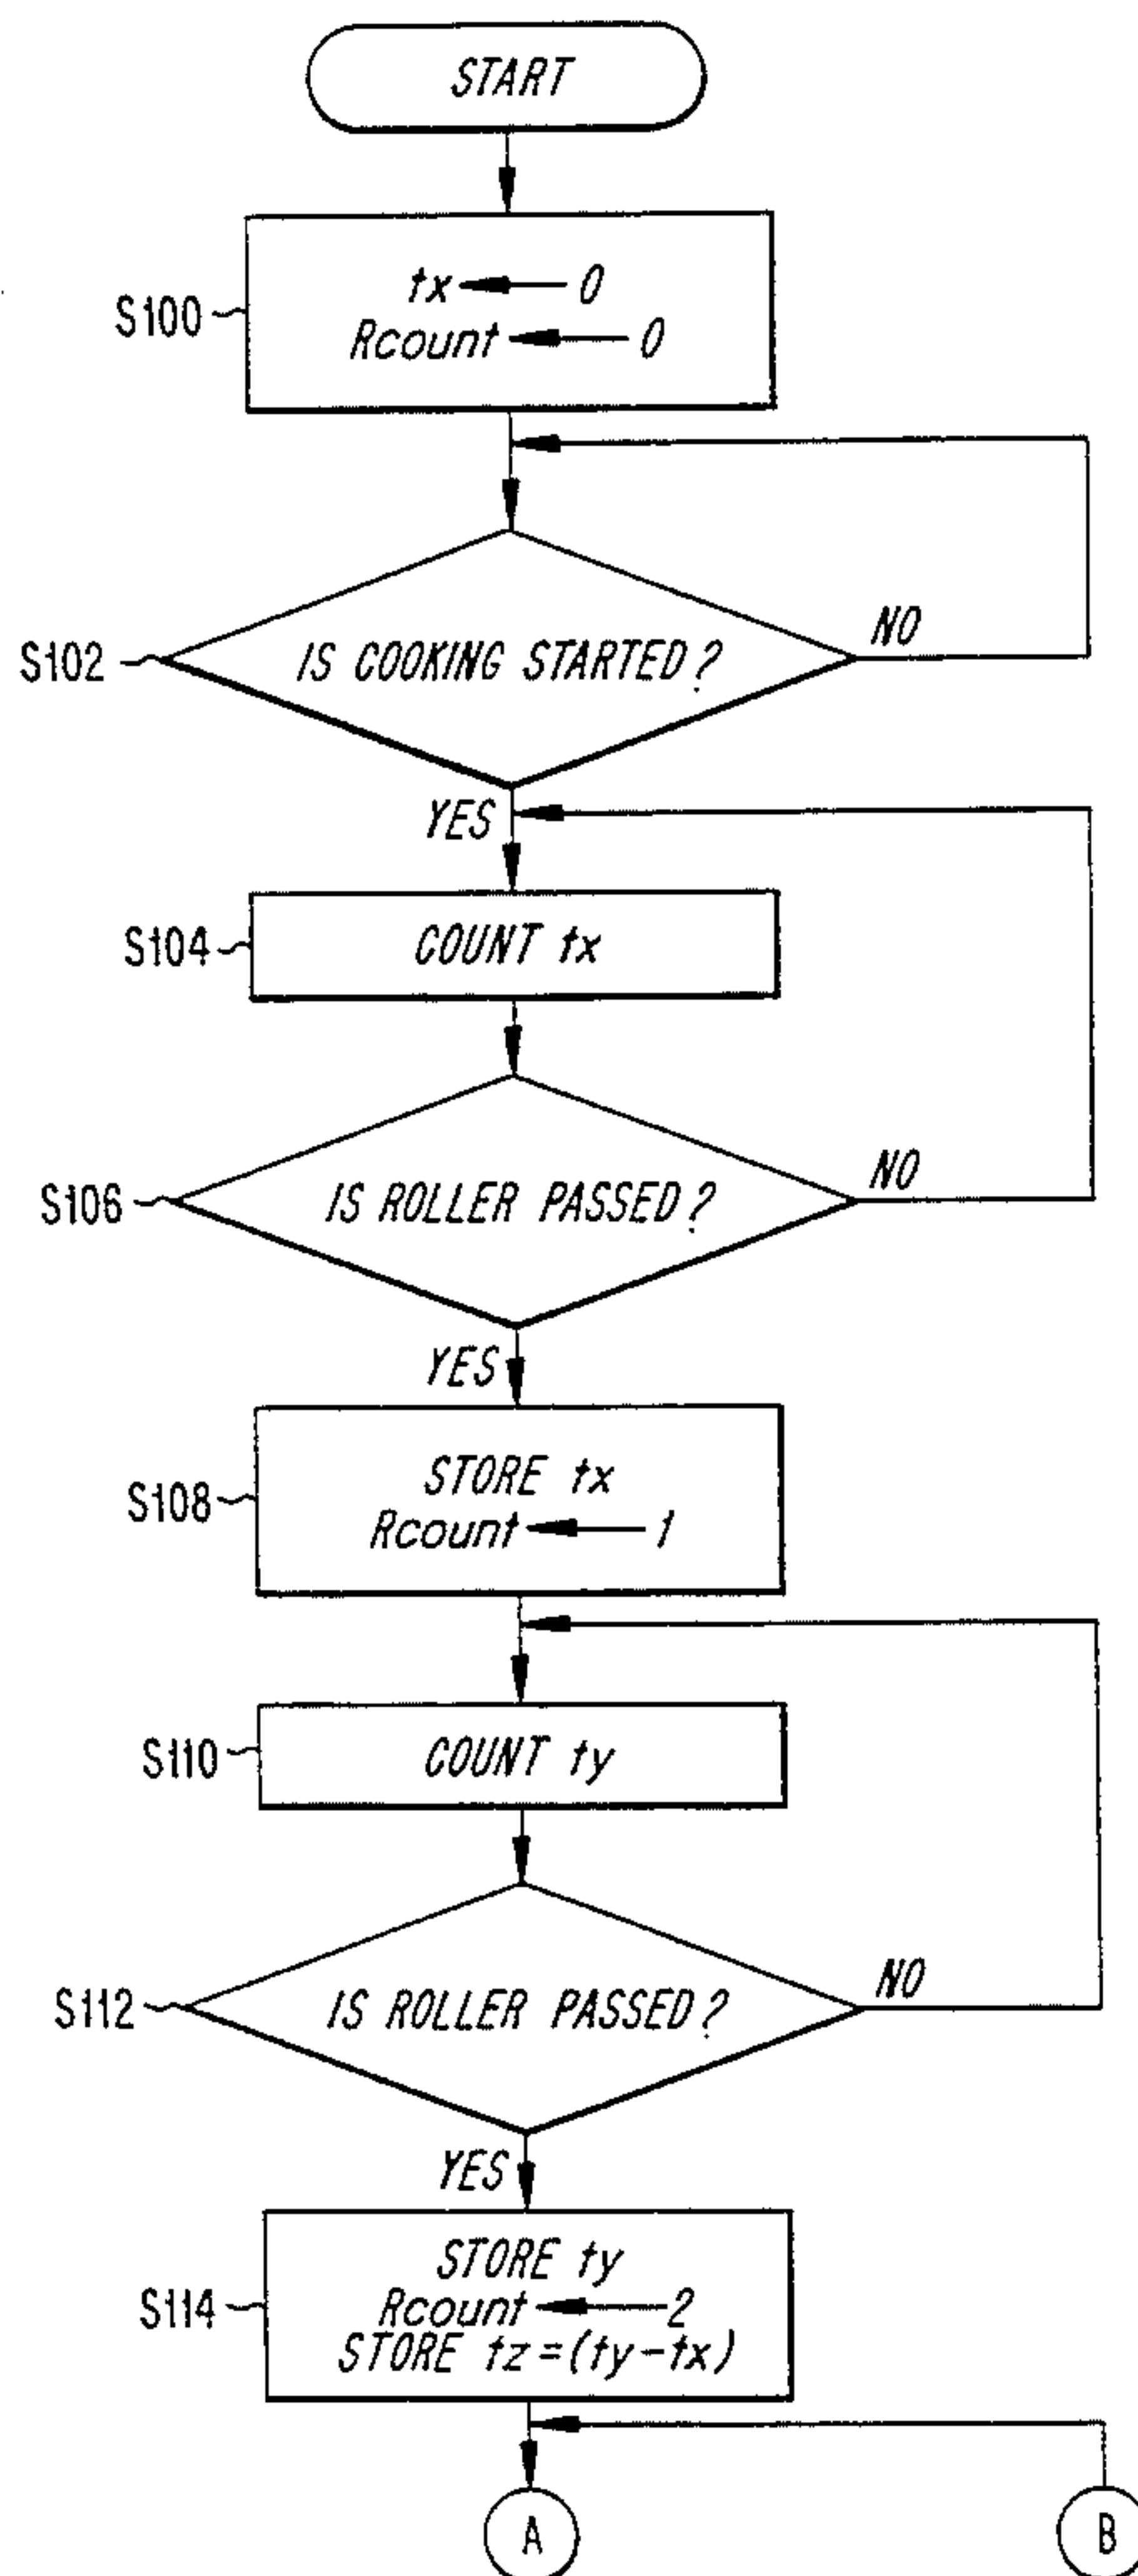 START
S100
tx ← 0
Rcount ← 0
S102
IS COOKING STARTED?
NO
YES
S104
COUNT tx
S106
IS ROLLER PASSED?
NO
YES
S108
STORE tx
Rcount ← 1
S110
COUNT ty
S112
IS ROLLER PASSED?
NO
YES
S114
STORE ty
Rcount ← 2
STORE tz=(ty-tx)
A
B